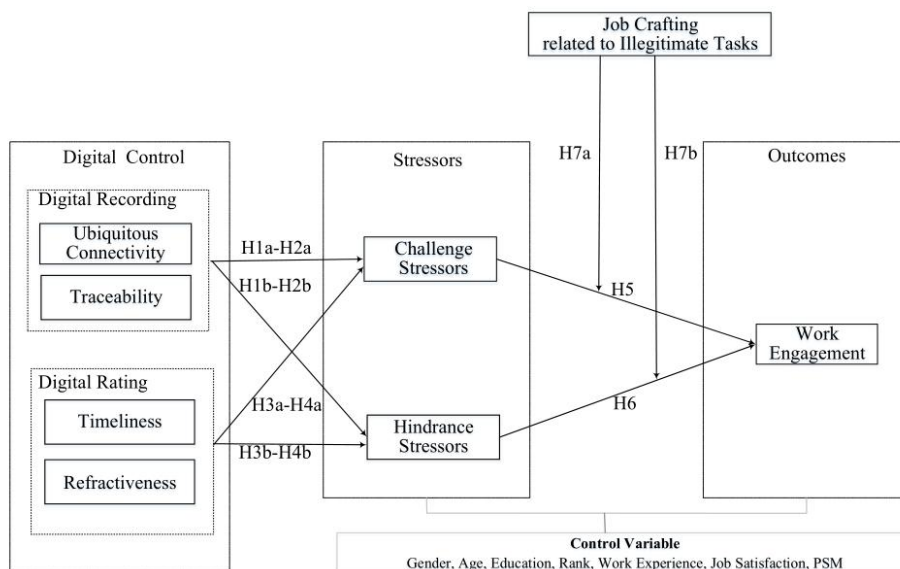 Job Crafting
related to Illegitimate Tasks
H7a
H7b
Digital Control
Stressors
Outcomes
Digital Recording
Ubiquitous
Connectivity
Traceability
H1a-H2a
H1b-H2b
Challenge
Stressors
H5
Work
Engagement
Digital Rating
Timeliness
Refractiveness
H3a-H4a
H3b-H4b
Hindrance
Stressors
H6
Control Variable
Gender, Age, Education, Rank, Work Experience, Job Satisfaction, PSM